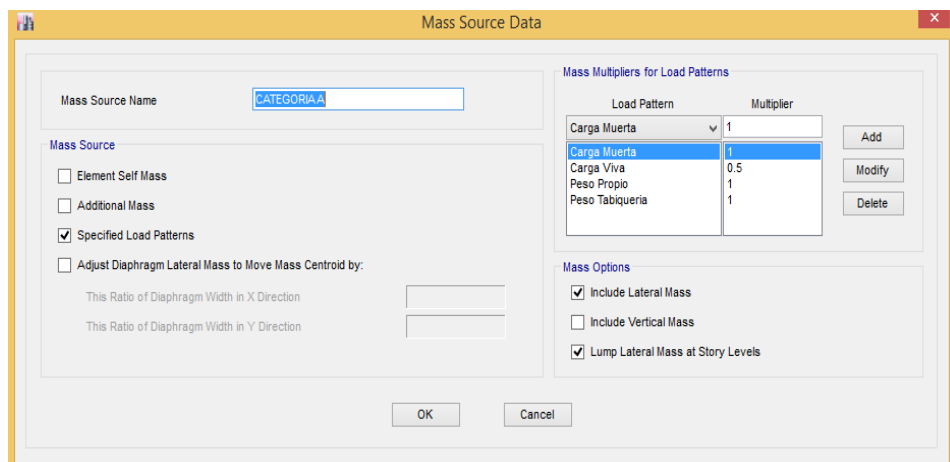 Mass Source Data
Mass Source Name
CATEGORIA.A
Mass Source
Element Self Mass
Additional Mass
Specified Load Patterns
Adjust Diaphragm Lateral Mass to Move Mass Centroid by:
This Ratio of Diaphragm Width in X Direction
This Ratio of Diaphragm Width in Y Direction
Mass Multipliers for Load Patterns
Load Pattern Multiplier
Carga Muerta 1
Carga Muerta 1
Carga Viva 0.5
Peso Propio 1
Peso Tabiqueria 1
Add
Modify
Delete
Mass Options
Include Lateral Mass
Include Vertical Mass
Lump Lateral Mass at Story Levels
OK Cancel